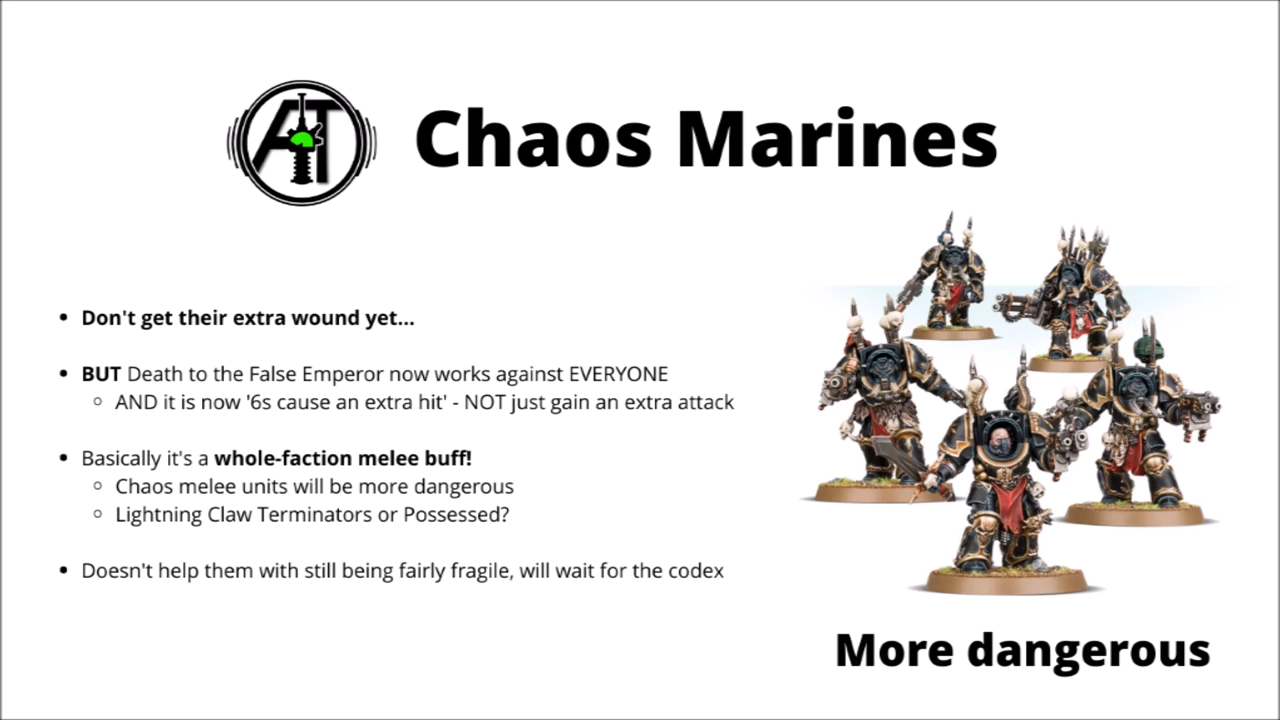 AT
Chaos Marines
• Don't get their extra wound yet...
• BUT Death to the False Emperor now works against EVERYONE
◦ AND it is now '6s cause an extra hit' - NOT just gain an extra attack
• Basically it's a whole-faction melee buff!
◦ Chaos melee units will be more dangerous
◦ Lightning Claw Terminators or Possessed?
• Doesn't help them with still being fairly fragile, will wait for the codex
More dangerous